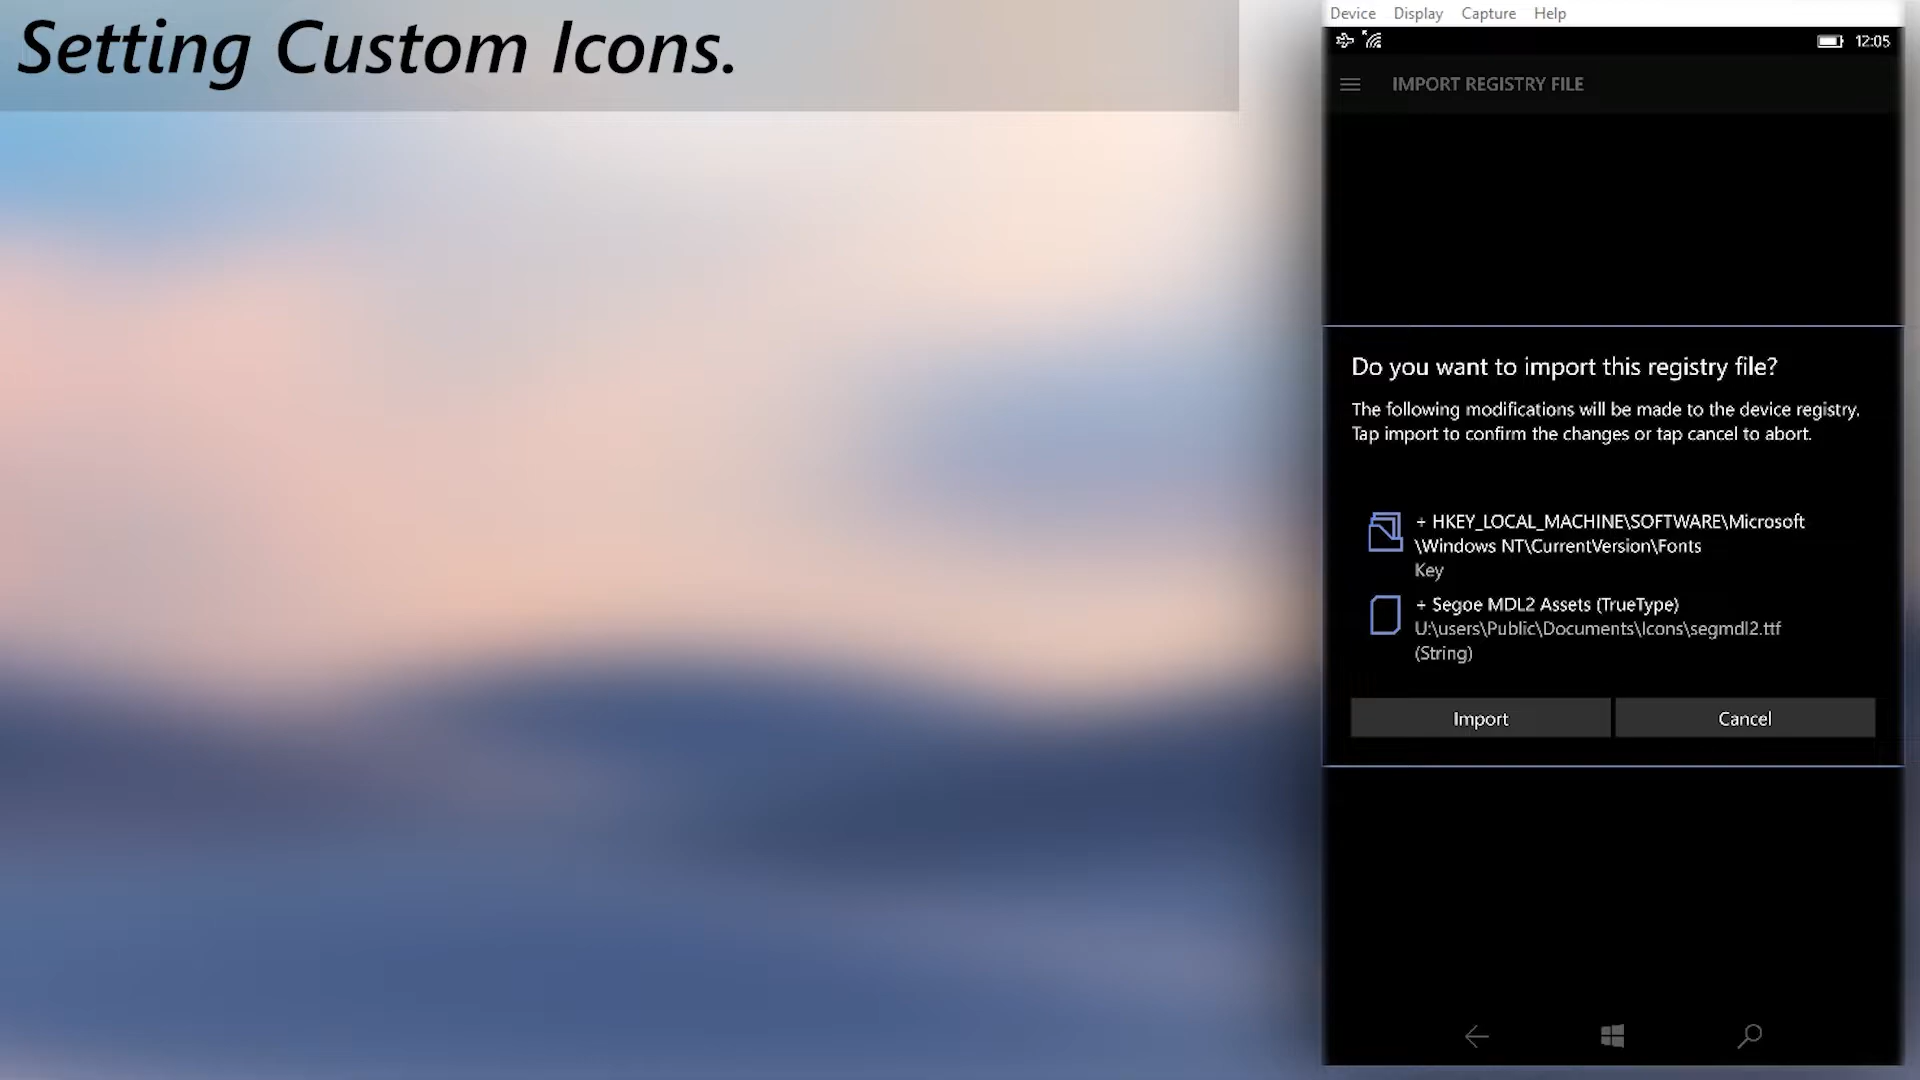 Setting Custom Icons.
Device Display Capture Help
12:05
IMPORT REGISTRY FILE
Do you want to import this registry file?
The following modifications will be made to the device registry.
Tap import to confirm the changes or tap cancel to abort.
+ HKEY_LOCAL_MACHINE\SOFTWARE\Microsoft
\Windows NT\CurrentVersion\Fonts
Key
+ Segoe MDL2 Assets (TrueType)
U:\users\Public\Documents\Icons\segmdl2.ttf
(String)
Import Cancel